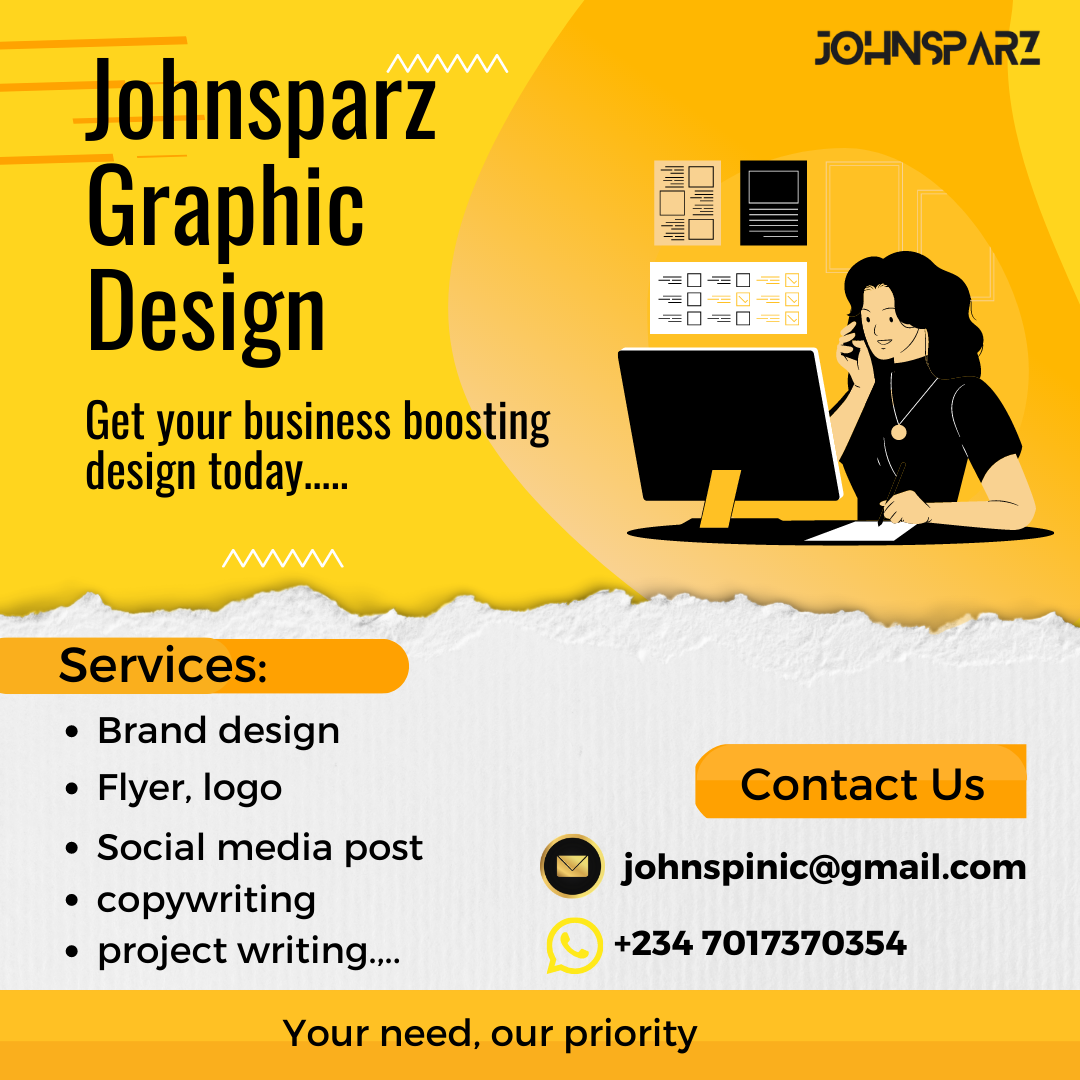 JOHNSPARZ
Johnsparz
Graphic
Design
Get your business boosting
design today.....
Services:
• Brand design
• Flyer, logo
• Social media post
• copywriting
• project writing.,..
Contact Us
johnspinic@gmail.com
+234 7017370354
Your need, our priority